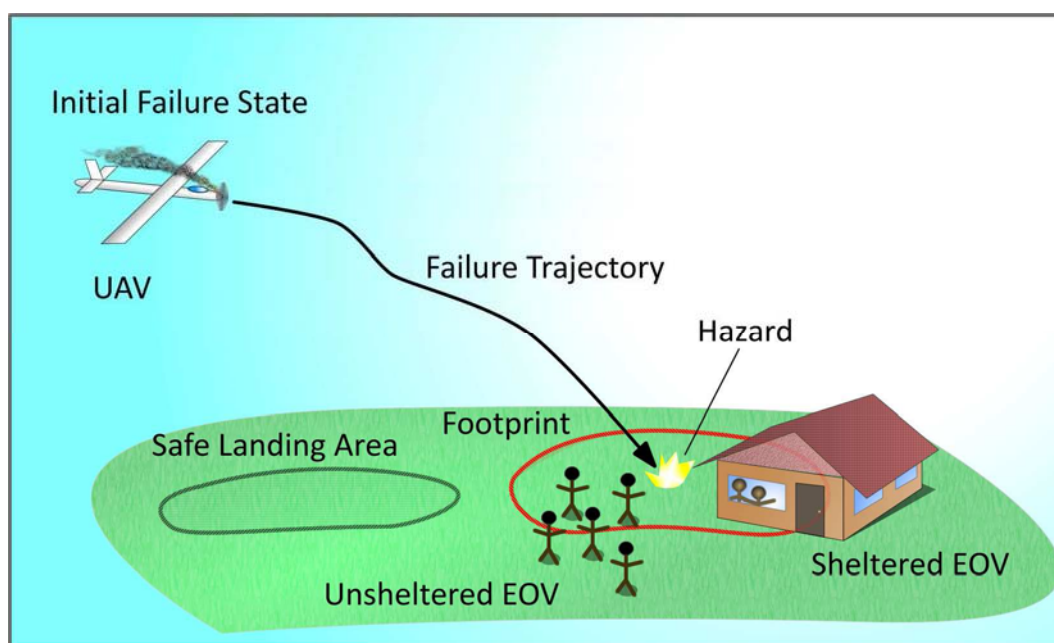 Initial Failure State
UAV
Failure Trajectory
Hazard
Footprint
Safe Landing Area
Unsheltered EOV
Sheltered EOV